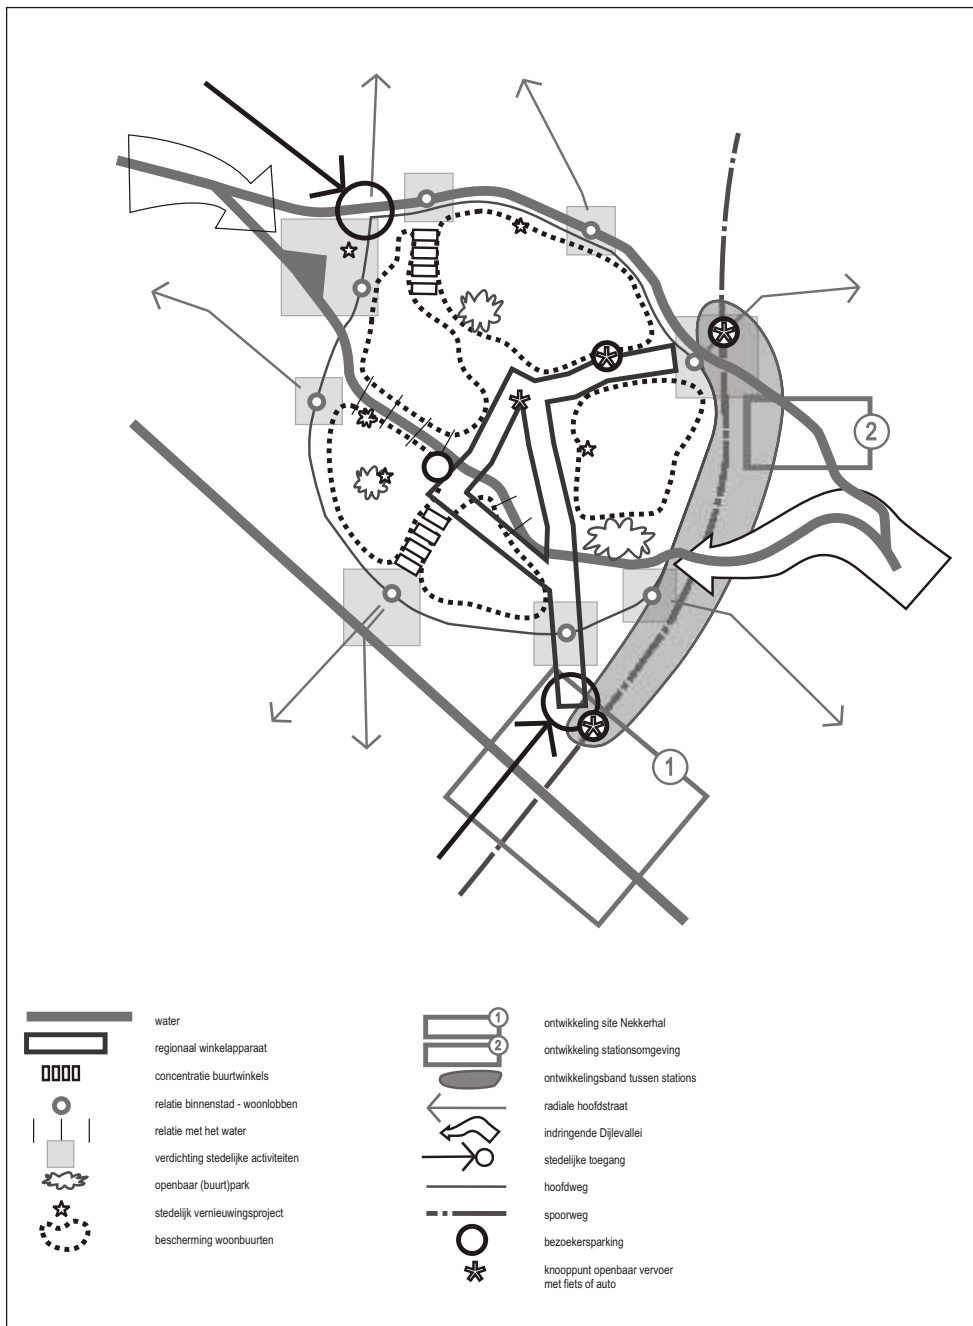 2
1
water
regionaal winkelapparaat
concentratie buurtwinkels
relatie binnenstad - woonlobben
relatie met het water
verdichting stedelijke activiteiten
openbaar (buurt)park
stedelijk vernieuwingsproject
bescherming woonbuurten
1
ontwikkeling site Nekkerhal
2
ontwikkeling stationsomgeving
ontwikkelingsband tussen stations
radiale hoofdstraat
indringende Dijlevallei
stedelijke toegang
hoofdweg
spoorweg
bezoekersparking
knooppunt openbaar vervoer
met fiets of auto